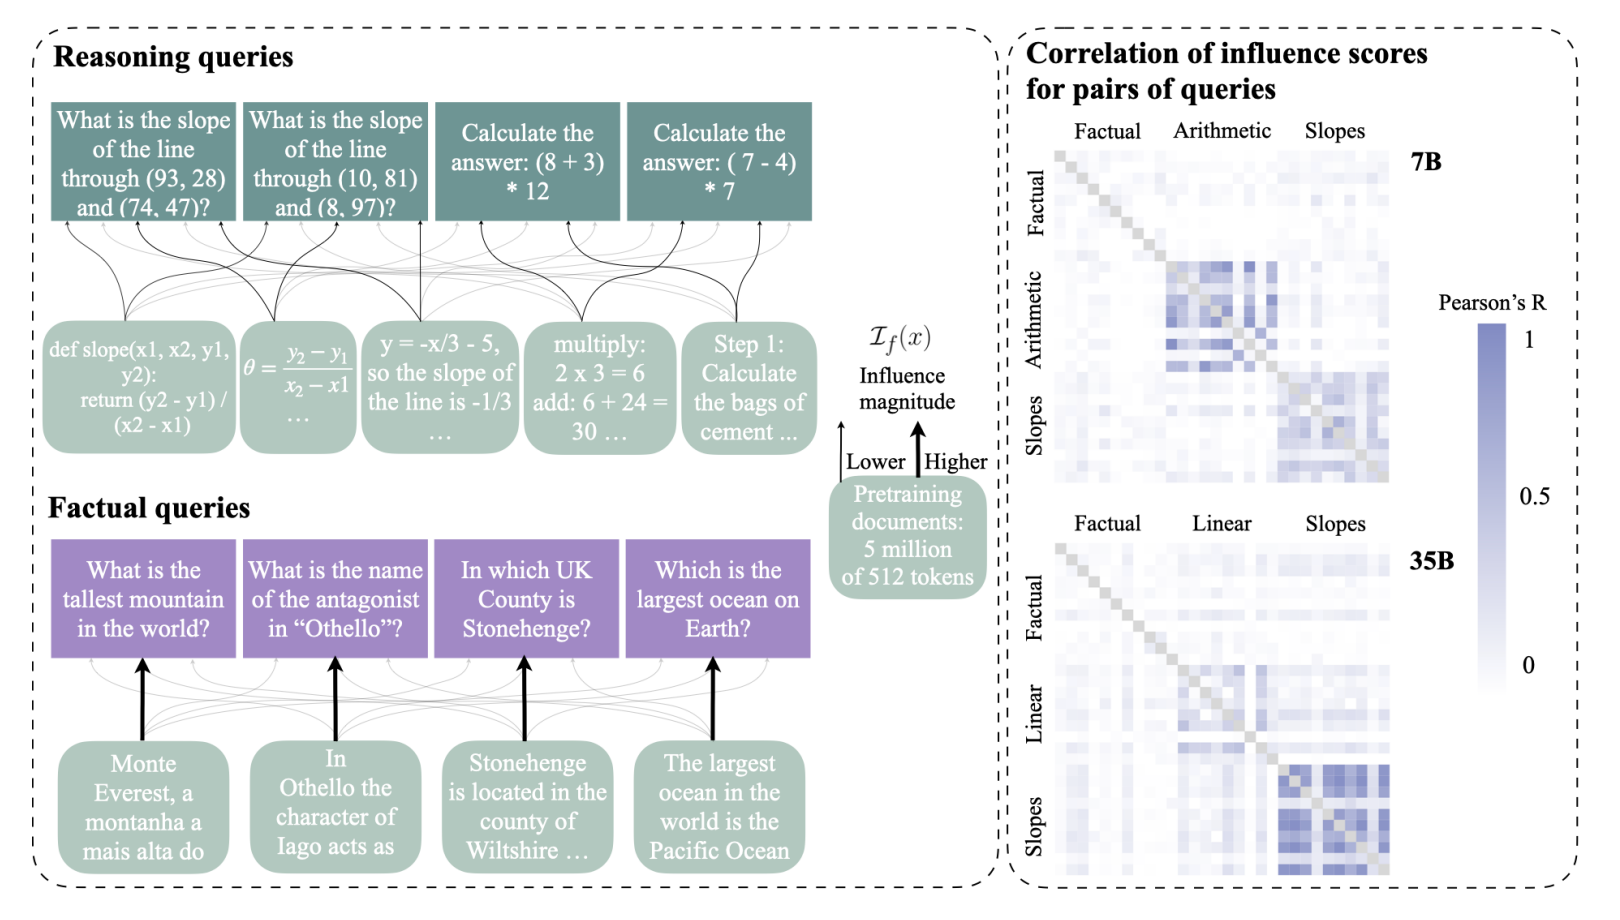 Reasoning queries
What is the slope
of the line
through (93, 28)
and (74, 47)?
What is the slope
of the line
through (10, 81)
and (8, 97)?
Calculate the
answer: (8 + 3)
* 12
Calculate the
answer: ( 7 - 4)
* 7
def slope(x1, x2, y1,
y2):
return (y2 - y1) /
(x2 - x1)
θ = (y₂ − y₁) / (x₂ − x1)
...
y = -x/3 - 5,
so the slope of
the line is -1/3
...
multiply:
2 x 3 = 6
add: 6 + 24 =
30 ...
Step 1:
Calculate
the bags of
cement ...
Factual queries
What is the
tallest mountain
in the world?
What is the name
of the antagonist
in “Othello”?
In which UK
County is
Stonehenge?
Which is the
largest ocean on
Earth?
Monte
Everest, a
montanha a
mais alta do
In
Othello the
character of
Iago acts as
Stonehenge
is located in the
county of
Wiltshire ...
The largest
ocean in the
world is the
Pacific Ocean
I_f(x)
Influence
magnitude
Lower
Higher
Pretraining
documents:
5 million
of 512 tokens
Correlation of influence scores
for pairs of queries
Factual Arithmetic Slopes
7B
Factual
Arithmetic
Slopes
Factual Linear Slopes
35B
Factual
Linear
Slopes
Pearson’s R
1
0.5
0